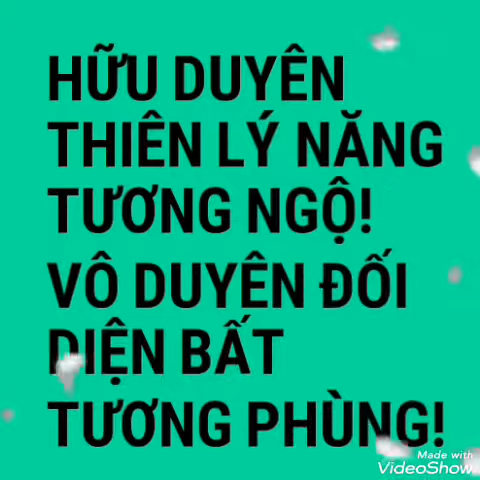 HỮU DUYÊN
THIÊN LÝ NĂNG
TƯƠNG NGỘ!
VÔ DUYÊN ĐỐI
DIỆN BẤT
TƯƠNG PHÙNG!
Made with
VideoShow